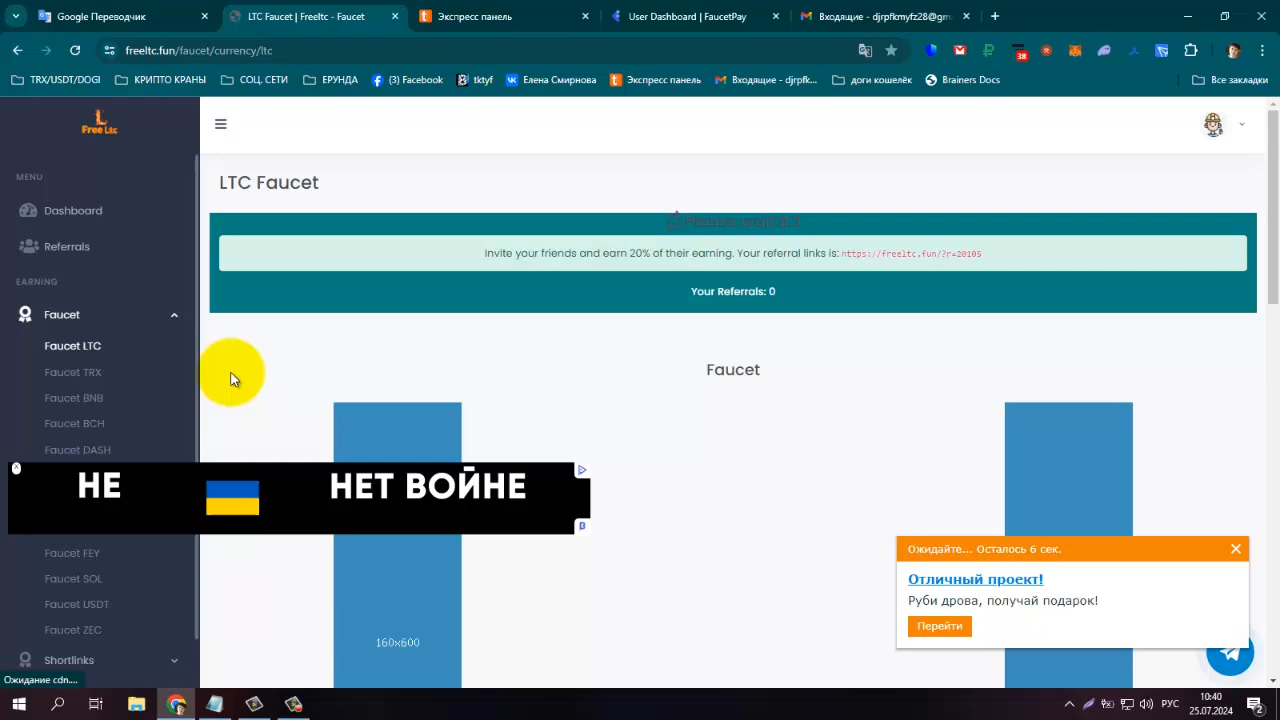 Google Переводчик
LTC Faucet | Freeltc - Faucet
Экспресс панель
User Dashboard | FaucetPay
Входящие - djrpfkmyfz28@gm
freeltc.fun/faucet/currency/ltc
38
TRX/USDT/DOGI
КРИПТО КРАНЫ
СОЦ. СЕТИ
ЕРУНДА
(3) Facebook
tktyf
Елена Смирнова
Экспресс панель
Входящие - djrpfk...
доги кошелёк
Brainers Docs
Все закладки
Free Ltc
MENU
Dashboard
Referrals
EARNING
Faucet
Faucet LTC
Faucet TRX
Faucet BNB
Faucet BCH
Faucet DASH
Faucet FEY
Faucet SOL
Faucet USDT
Faucet ZEC
Shortlinks
LTC Faucet
Invite your friends and earn 20% of their earning. Your referral links is: https://freeltc.fun/?r=20105
Your Referrals: 0
Faucet
160x600
НЕ
НЕТ ВОЙНЕ
Ожидайте... Осталось 6 сек.
Отличный проект!
Руби дрова, получай подарок!
Перейти
Ожидание cdn....
РУС
10:40
25.07.2024
2